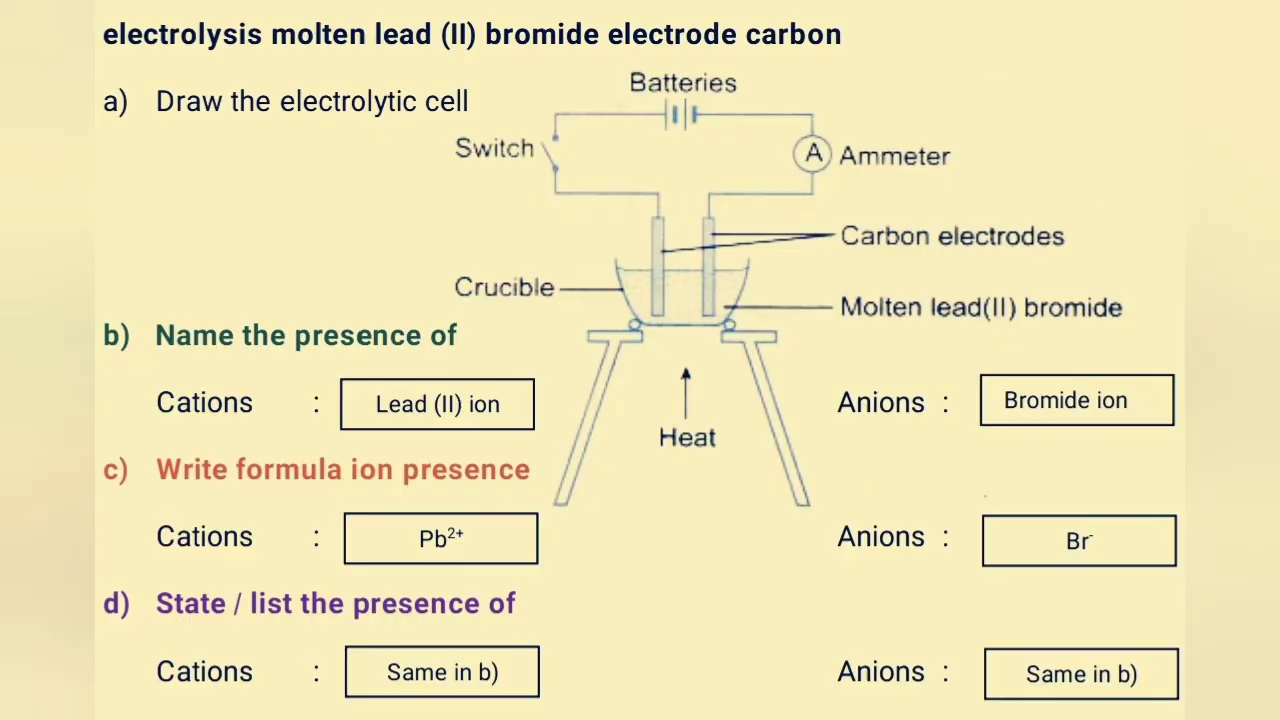 electrolysis molten lead (II) bromide electrode carbon
a) Draw the electrolytic cell
Batteries
Switch
A Ammeter
Carbon electrodes
Crucible
Molten lead(II) bromide
b) Name the presence of
Cations : Lead (II) ion Anions : Bromide ion
Heat
c) Write formula ion presence
Cations : Pb²⁺ Anions : Br⁻
d) State / list the presence of
Cations : Same in b) Anions : Same in b)